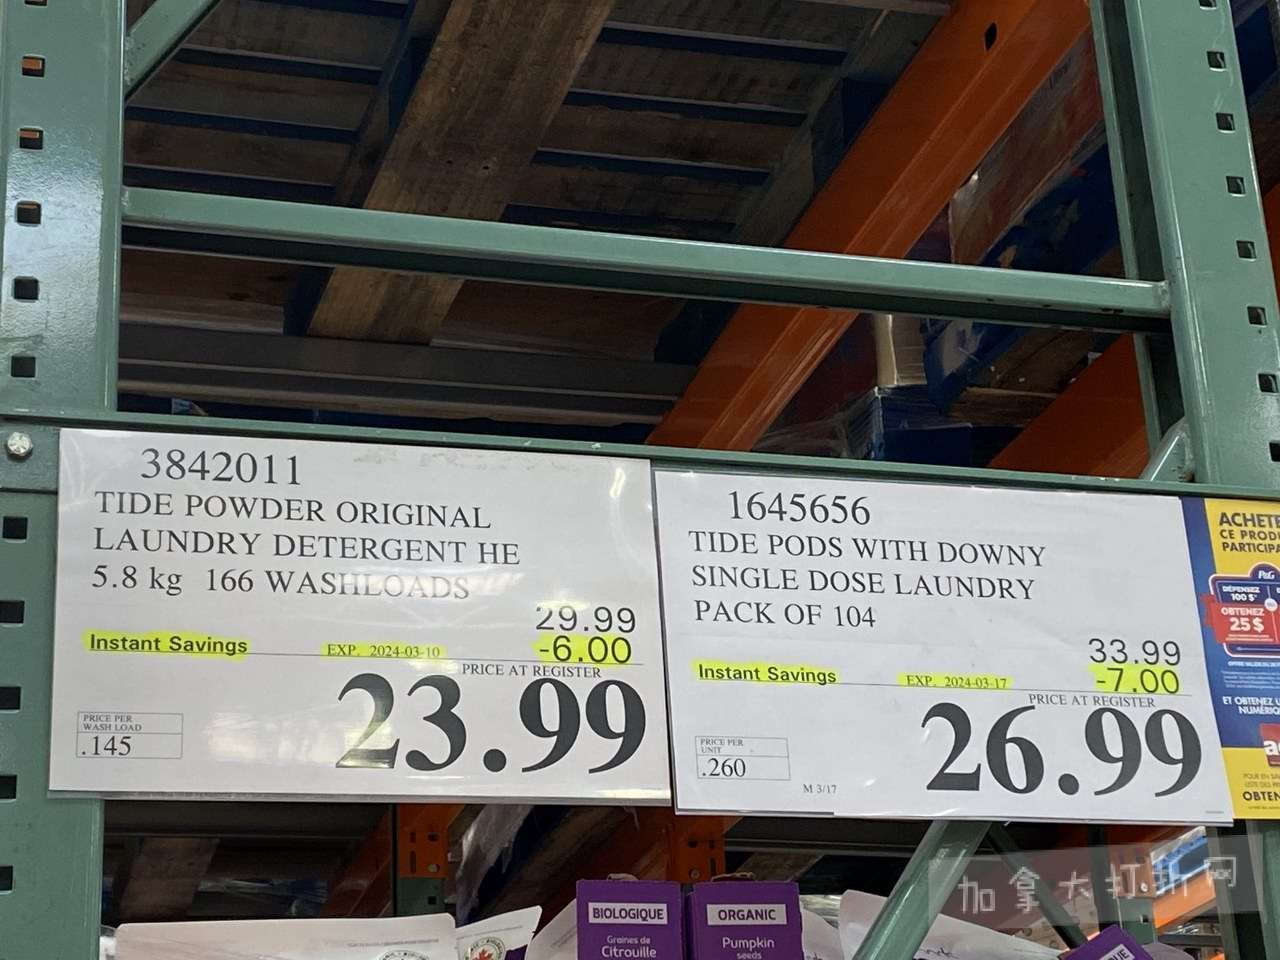 3842011
TIDE POWDER ORIGINAL
LAUNDRY DETERGENT HE
5.8 kg 166 WASHLOADS
29.99
Instant Savings EXP. 2024-03-10 -6.00
PRICE AT REGISTER
23.99
PRICE PER
WASH LOAD
.145
1645656
TIDE PODS WITH DOWNY
SINGLE DOSE LAUNDRY
PACK OF 104
33.99
Instant Savings EXP. 2024-03-17 -7.00
PRICE AT REGISTER
26.99
PRICE PER
UNIT
.260
M 3/17
CE PROD
PARTICIPA
P&G
DÉPENSEZ
100 $
OBTENEZ
25 $
ET OBTENEZ
NUMÉRIQ
OBTEN
BIOLOGIQUE
Graines de
Citrouille
ORGANIC
Pumpkin
seeds
加拿大打折网